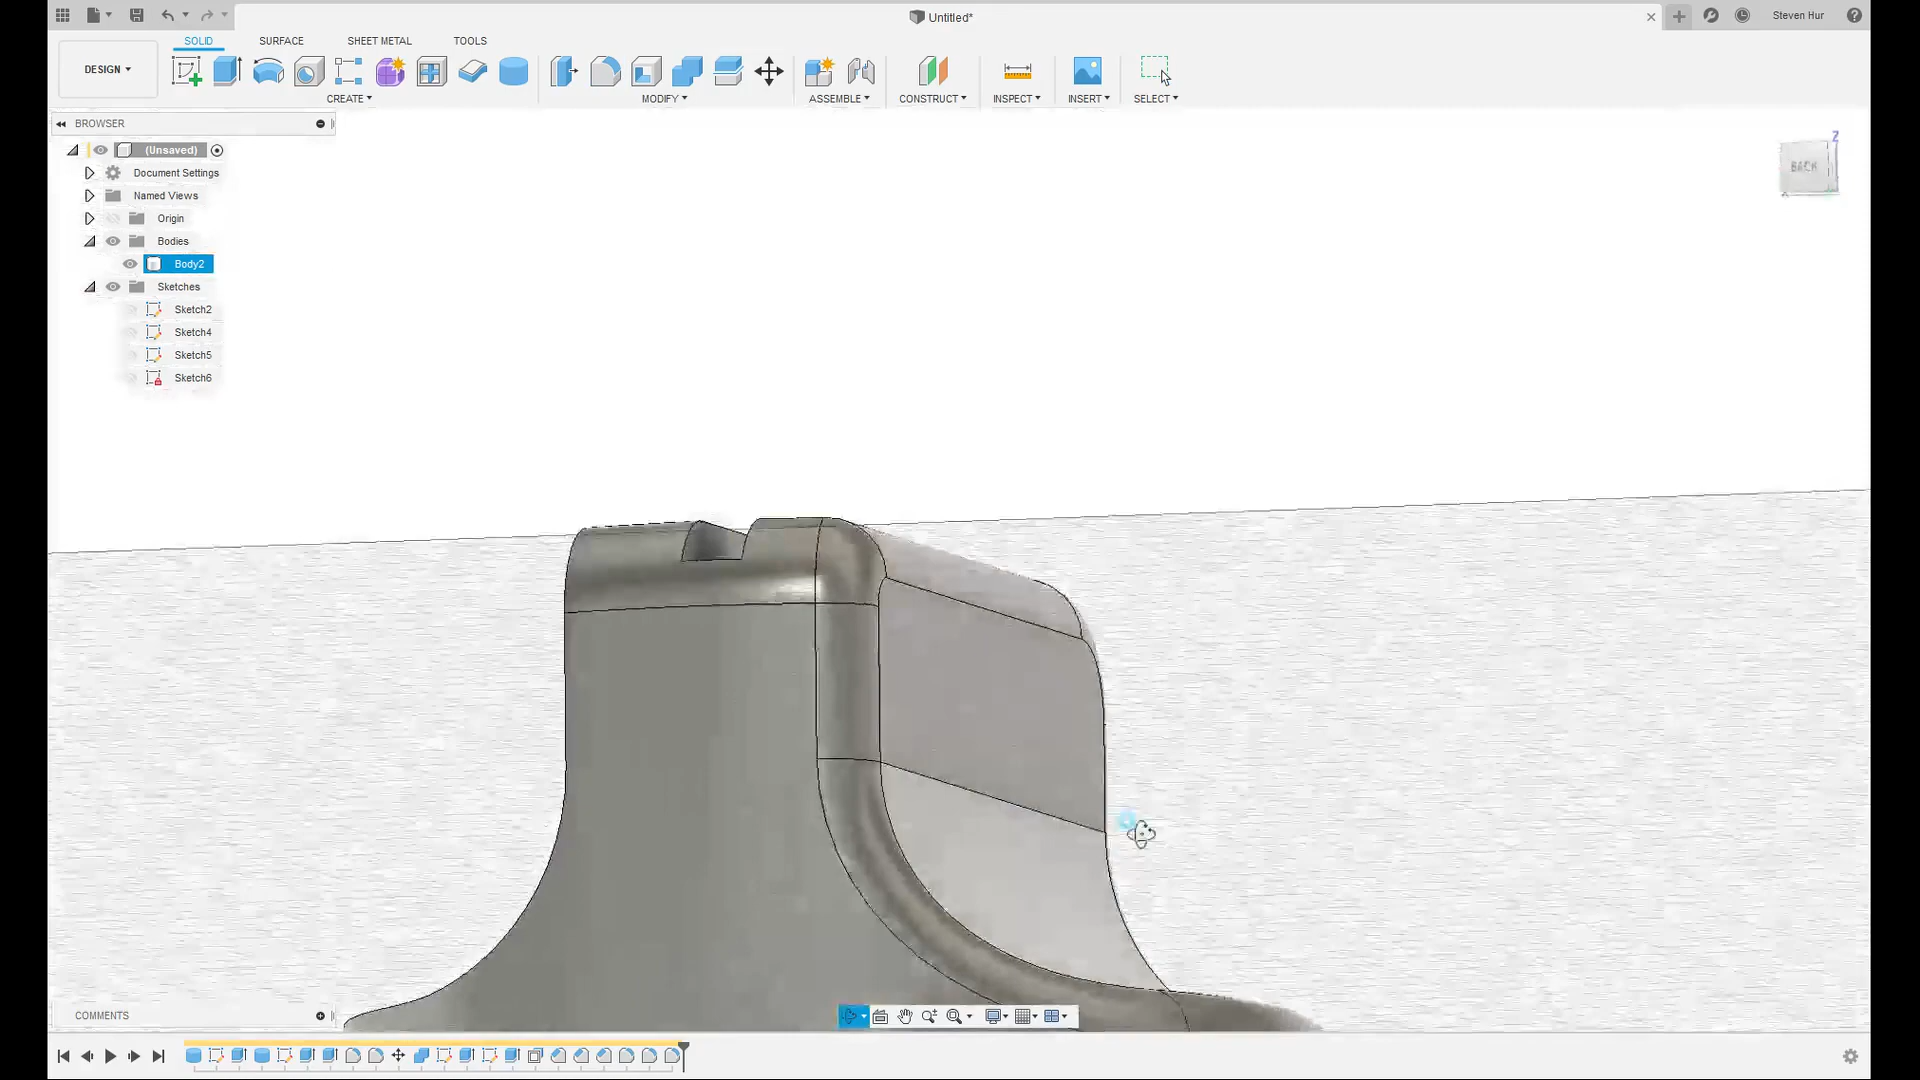 Untitled*
Steven Hur
DESIGN
SOLID
SURFACE
SHEET METAL
TOOLS
CREATE
MODIFY
ASSEMBLE
CONSTRUCT
INSPECT
INSERT
SELECT
BROWSER
(Unsaved)
Document Settings
Named Views
Origin
Bodies
Body2
Sketches
Sketch2
Sketch4
Sketch5
Sketch6
Z
BACK
COMMENTS